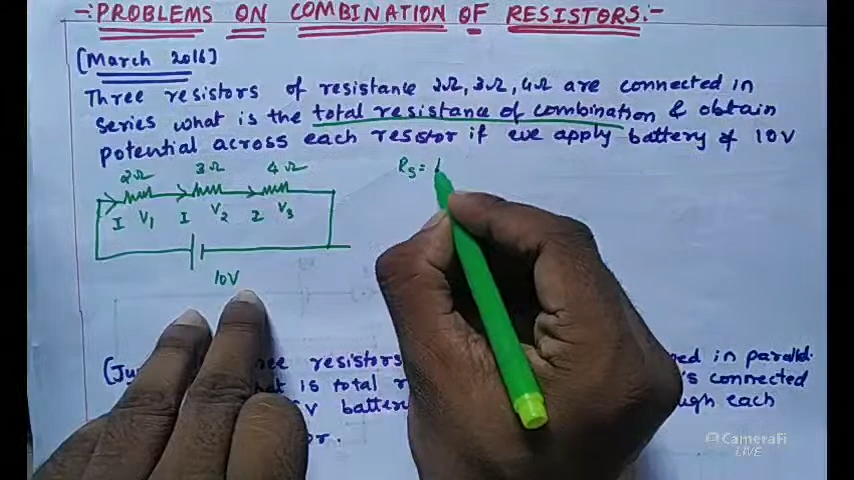 -: PROBLEMS ON COMBINATION OF RESISTORS:-
[March 2016]
Three resistors of resistance 2Ω, 3Ω, 4Ω are connected in
series what is the total resistance of combination & obtain
potential across each resistor if we apply battery of 10V
2Ω 3Ω 4Ω
I V1 I V2 I V3
10V
Rs =
resistors ed in parallel.
is total connected
V each
CameraFi
LIVE